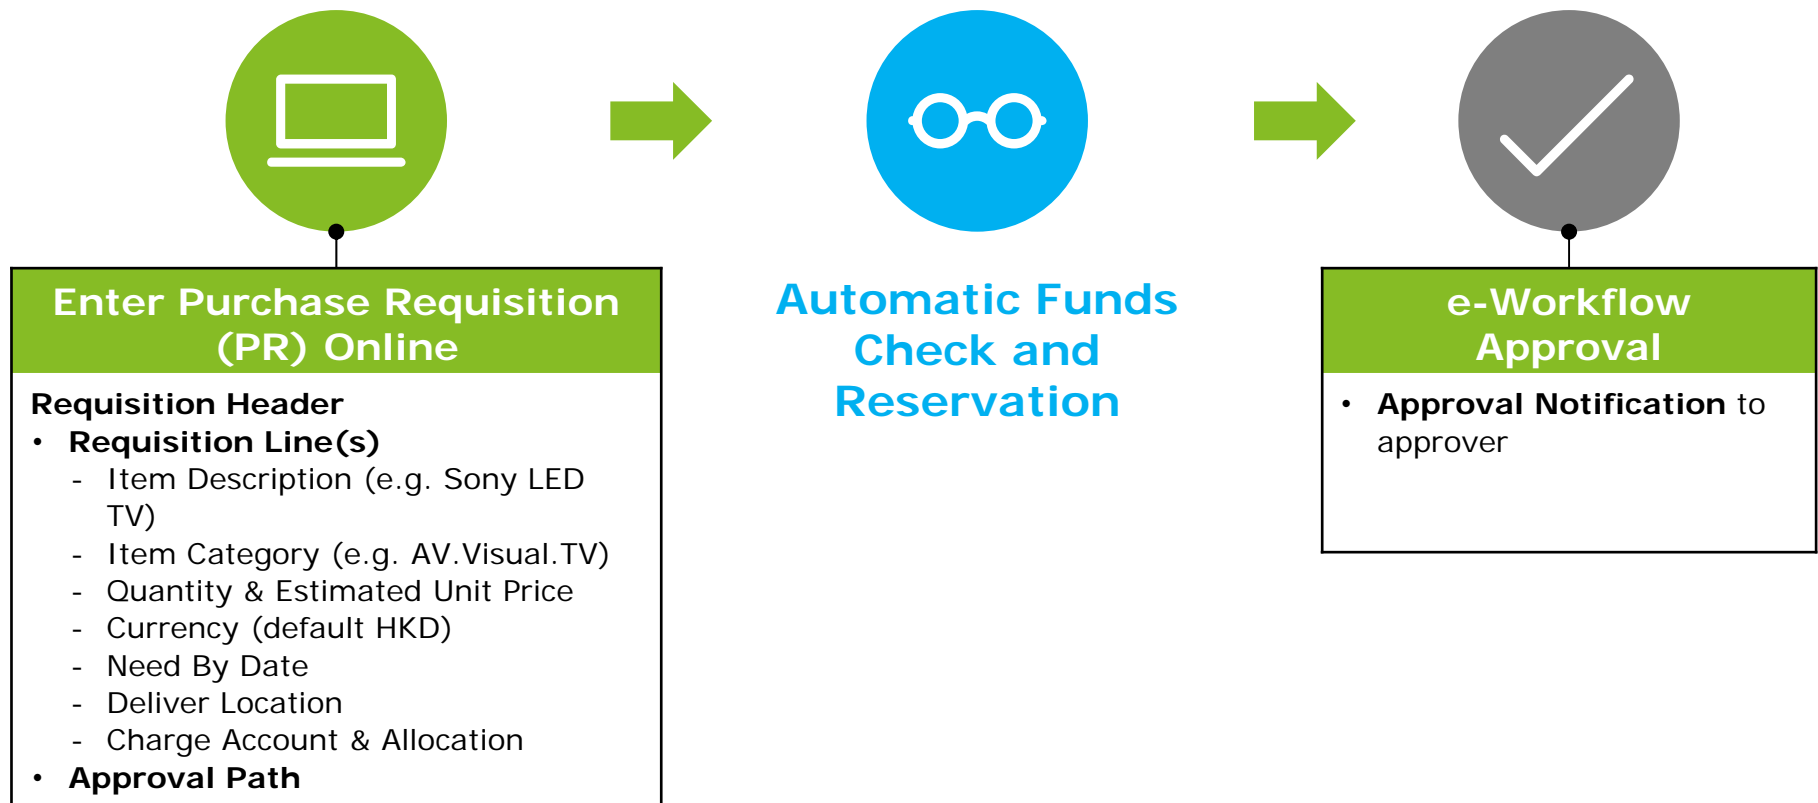 Enter Purchase Requisition
(PR) Online
Requisition Header
• Requisition Line(s)
- Item Description (e.g. Sony LED
TV)
- Item Category (e.g. AV.Visual.TV)
- Quantity & Estimated Unit Price
- Currency (default HKD)
- Need By Date
- Deliver Location
- Charge Account & Allocation
• Approval Path
Automatic Funds
Check and
Reservation
e-Workflow
Approval
• Approval Notification to
approver